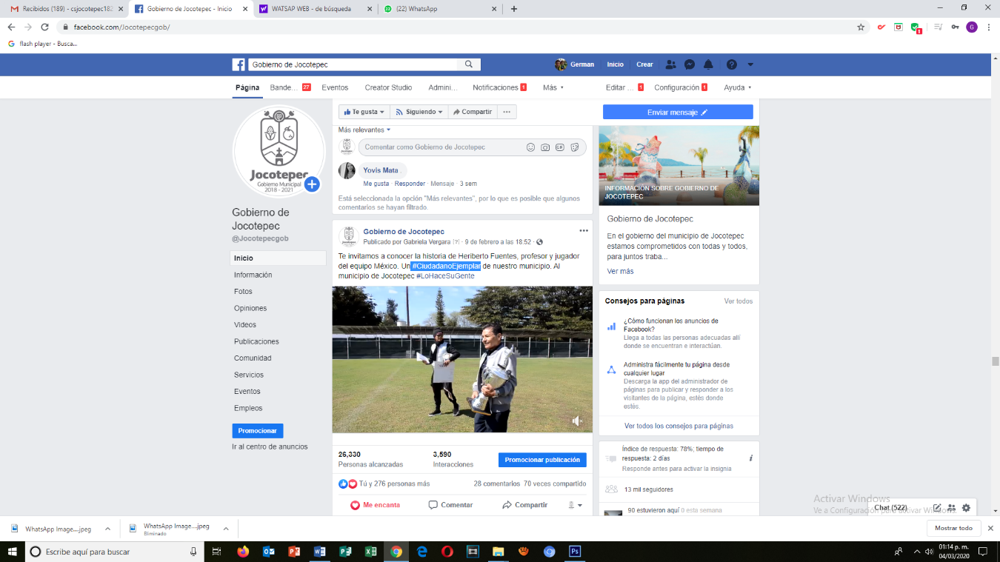 Recibidos (189) - csjocotepec182
Gobierno de Jocotepec - Inicio
WATSAP WEB - de búsqueda
(22) WhatsApp
facebook.com/Jocotepecgob/
1
G
flash player - Busca...
Gobierno de Jocotepec
German
Inicio
Crear
Página
Bande... 27
Eventos
Creator Studio
Admini...
Notificaciones 1
Más
Editar ... 1
Configuración 1
Ayuda
Jocotepec
Gobierno Municipal
2018 - 2021
Gobierno de
Jocotepec
@Jocotepecgob
Inicio
Información
Fotos
Opiniones
Videos
Publicaciones
Comunidad
Servicios
Eventos
Empleos
Promocionar
Ir al centro de anuncios
Te gusta
Siguiendo
Compartir
...
Más relevantes
Comentar como Gobierno de Jocotepec
GIF
Yovis Mata .
Me gusta · Responder · Mensaje · 3 sem
Está seleccionada la opción "Más relevantes", por lo que es posible que algunos
comentarios se hayan filtrado.
Gobierno de Jocotepec
Publicado por Gabriela Vergara [?] · 9 de febrero a las 18:52 ·
Te invitamos a conocer la historia de Heriberto Fuentes, profesor y jugador
del equipo México. Un #CiudadanoEjemplar de nuestro municipio. Al
municipio de Jocotepec #LoHaceSuGente
26,330
Personas alcanzadas
3,590
Interacciones
Promocionar publicación
Tú y 276 personas más
28 comentarios 70 veces compartido
Me encanta
Comentar
Compartir
Enviar mensaje
INFORMACIÓN SOBRE GOBIERNO DE
JOCOTEPEC
Gobierno de Jocotepec
En el gobierno del municipio de Jocotepec
estamos comprometidos con todas y todos,
para juntos traba...
Ver más
Consejos para páginas
Ver todos
¿Cómo funcionan los anuncios de
Facebook?
Llega a todas las personas adecuadas allí
donde se encuentran e interactúan.
Administra fácilmente tu página desde
cualquier lugar
Descarga la app del administrador de
páginas para publicar y responder a los
visitantes de la página, estés donde
estés.
Ver todos los consejos para páginas
Índice de respuesta: 78%; tiempo de
respuesta: 2 días
Responde antes para activar la insignia
13 mil seguidores
90 estuvieron aquí 0 esta semana
Activar Windows
Ve a Configuración para activar Windows.
Chat (522)
WhatsApp Image....jpeg
WhatsApp Image....jpeg
Eliminado
Mostrar todo
Escribe aquí para buscar
01:14 p. m.
04/03/2020